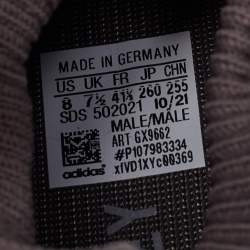 MADE IN GERMANY
US UK FR JP CHN
8 7½ 41⅓ 260 255
SDS 502021 10/21
MALE/MALE
ART GX9662
#P107983334
xfVD1XYc00369
adidas